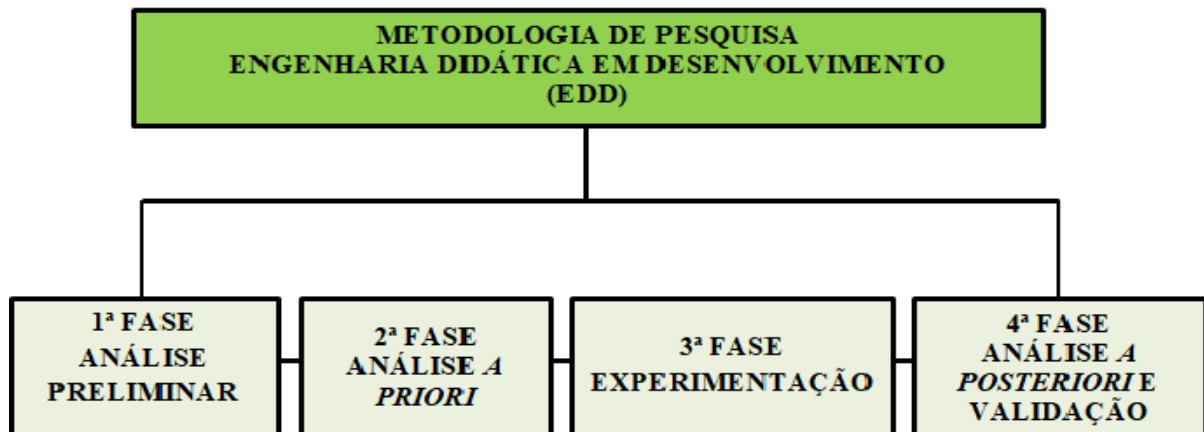 METODOLOGIA DE PESQUISA
ENGENHARIA DIDÁTICA EM DESENVOLVIMENTO
(EDD)
1ª FASE
ANÁLISE
PRELIMINAR
2ª FASE
ANÁLISE A
PRIORI
3ª FASE
EXPERIMENTAÇÃO
4ª FASE
ANÁLISE A
POSTERIORI E
VALIDAÇÃO